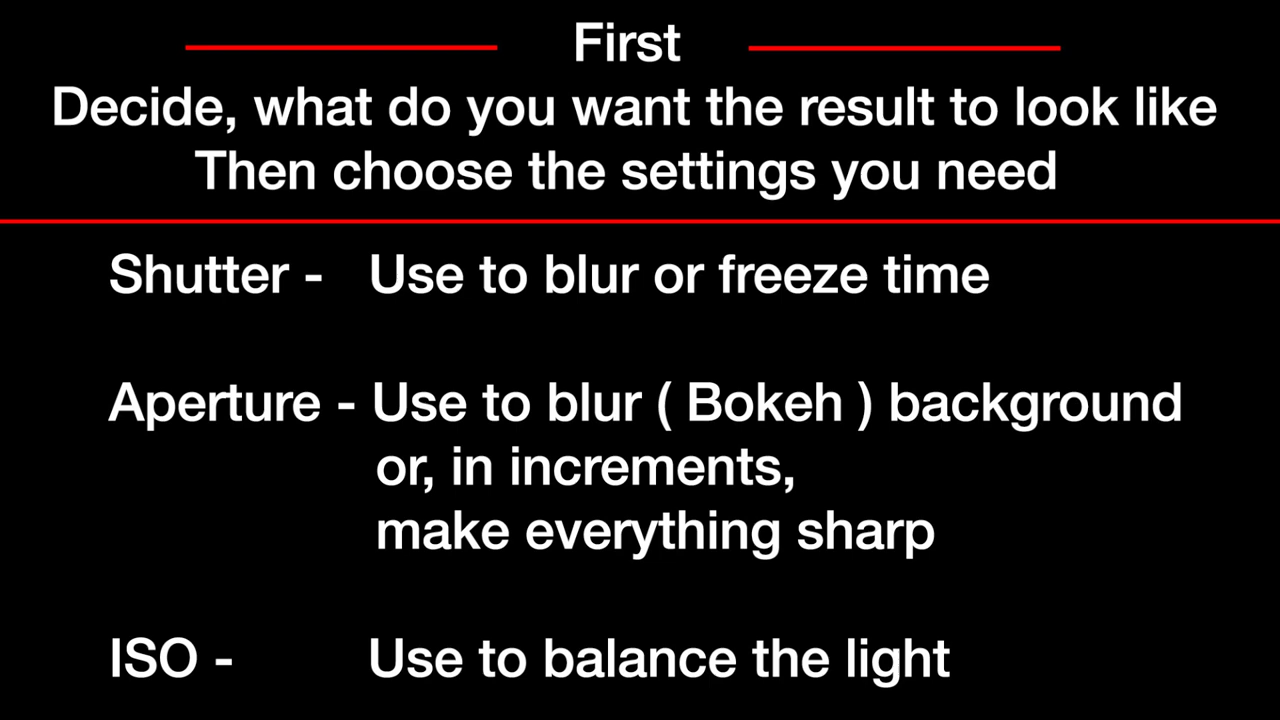 First
Decide, what do you want the result to look like
Then choose the settings you need
Shutter - Use to blur or freeze time
Aperture - Use to blur ( Bokeh ) background
or, in increments,
make everything sharp
ISO - Use to balance the light